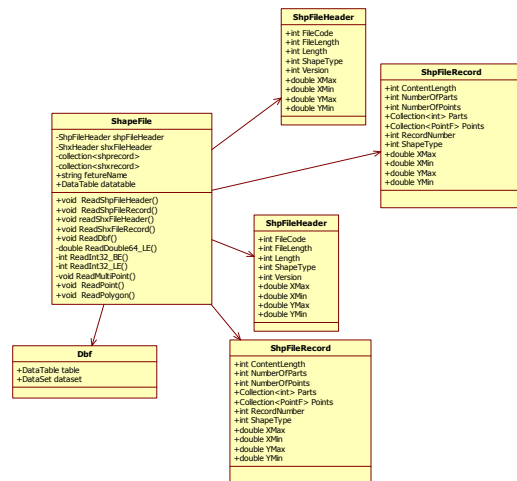 ShpFileHeader
+int FileCode
+int FileLength
+int Length
+int ShapeType
+int Version
+double XMax
+double XMin
+double YMax
+double YMin
ShpFileRecord
+int ContentLength
+int NumberOfParts
+int NumberOfPoints
+Collection<int> Parts
+Collection<PointF> Points
+int RecordNumber
+int ShapeType
+double XMax
+double XMin
+double YMax
+double YMin
ShapeFile
-ShpFileHeader shpFileHeader
-ShxHeader shxFileHeader
-collection<shprecord>
-collection<shxrecord>
+string fetureName
+DataTable datatable
+void ReadShpFileHeader()
+void ReadShpFileRecord()
+void readShxFileHeader()
+void ReadShxFileRecord()
+void ReadDbf()
-double ReadDouble64_LE()
-int ReadInt32_BE()
-int ReadInt32_LE()
-void ReadMultiPoint()
+void ReadPoint()
+void ReadPolygon()
ShpFileHeader
+int FileCode
+int FileLength
+int Length
+int ShapeType
+int Version
+double XMax
+double XMin
+double YMax
+double YMin
Dbf
+DataTable table
+DataSet dataset
ShpFileRecord
+int ContentLength
+int NumberOfParts
+int NumberOfPoints
+Collection<int> Parts
+Collection<PointF> Points
+int RecordNumber
+int ShapeType
+double XMax
+double XMin
+double YMax
+double YMin